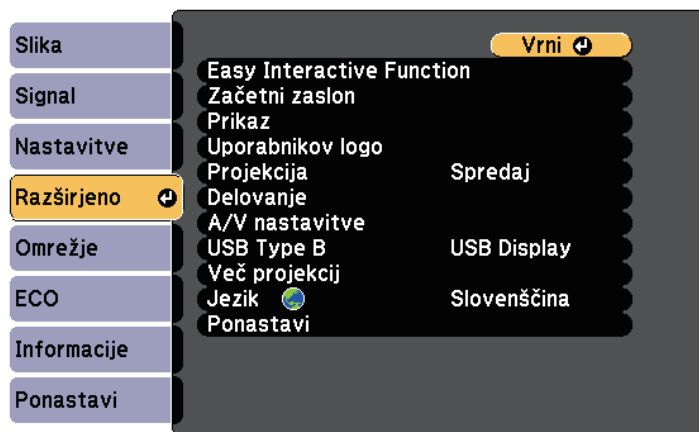 Slika
Signal
Nastavitve
Razširjeno
Omrežje
ECO
Informacije
Ponastavi
Vrni
Easy Interactive Function
Začetni zaslon
Prikaz
Uporabnikov logo
Projekcija Spredaj
Delovanje
A/V nastavitve
USB Type B USB Display
Več projekcij
Jezik Slovenščina
Ponastavi